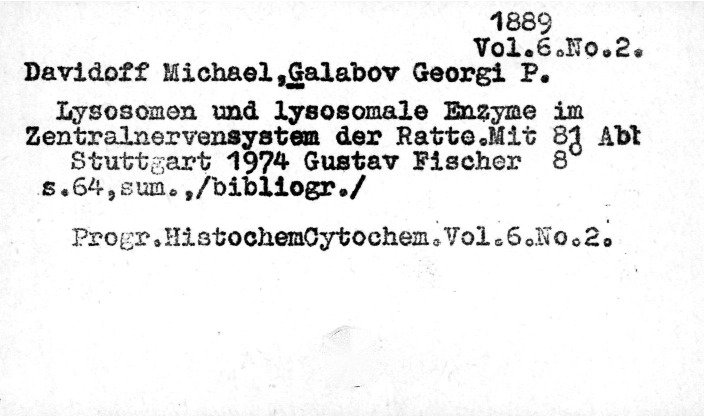 1889
Vol.6.No.2.
Davidoff Michael,Galabov Georgi P.
Lysosomen und lysosomale Enzyme im
Zentralnervensystem der Ratte.Mit 81 Abb
Stuttgart 1974 Gustav Fischer 8°
s.64,sum.,/bibliogr./
Progr.HistochemCytochem.Vol.6.No.2.